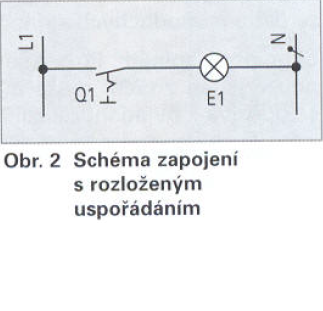 L1
N
Q1
E1
Obr. 2 Schéma zapojení
s rozloženým
uspořádáním